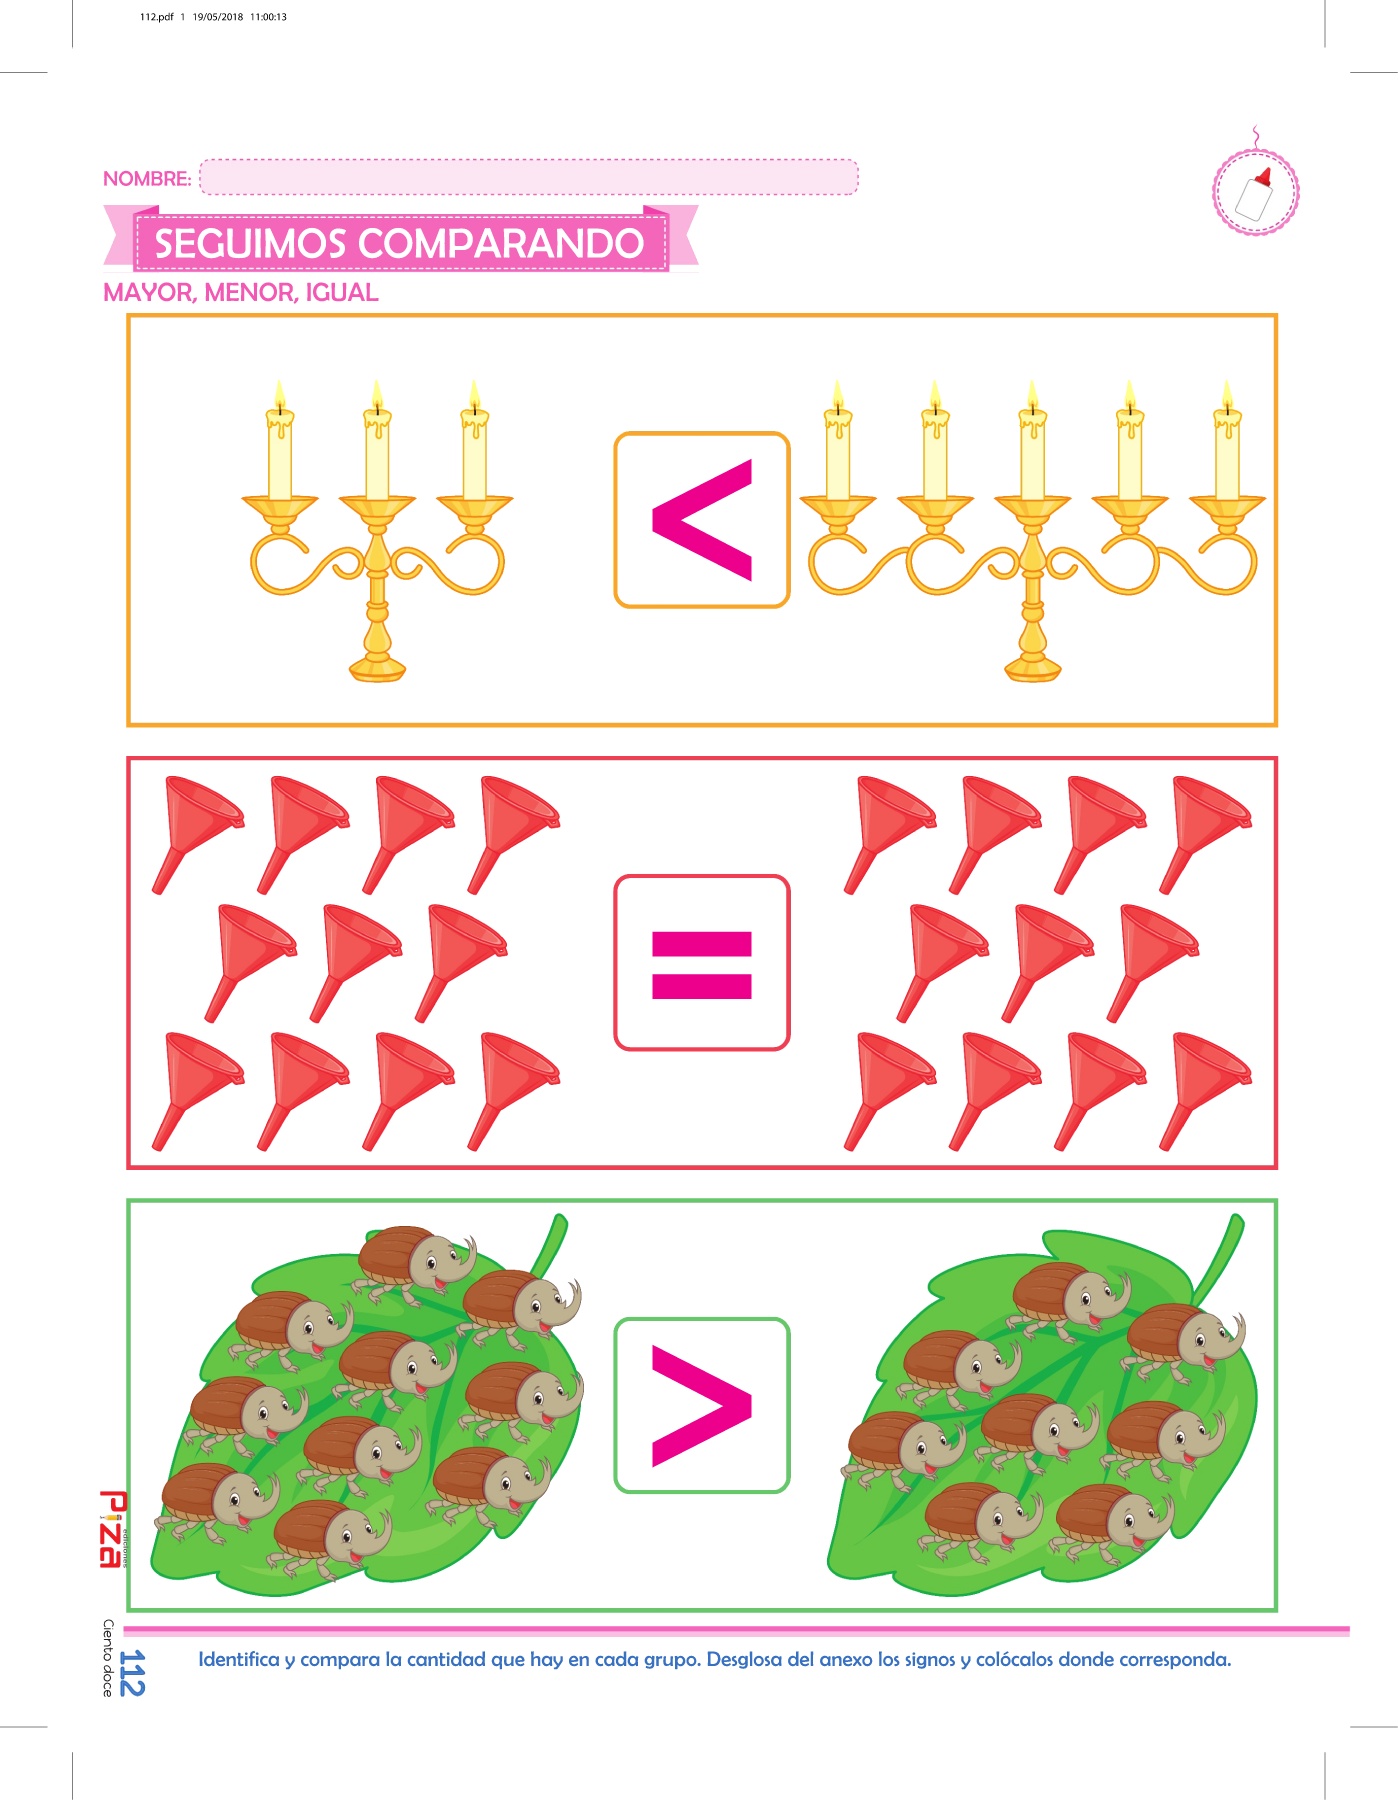 112.pdf 1 19/05/2018 11:00:13
NOMBRE:
SEGUIMOS COMPARANDO
MAYOR, MENOR, IGUAL
<
=
>
Piza
ediciones
Ciento doce
112
Identifica y compara la cantidad que hay en cada grupo. Desglosa del anexo los signos y colócalos donde corresponda.